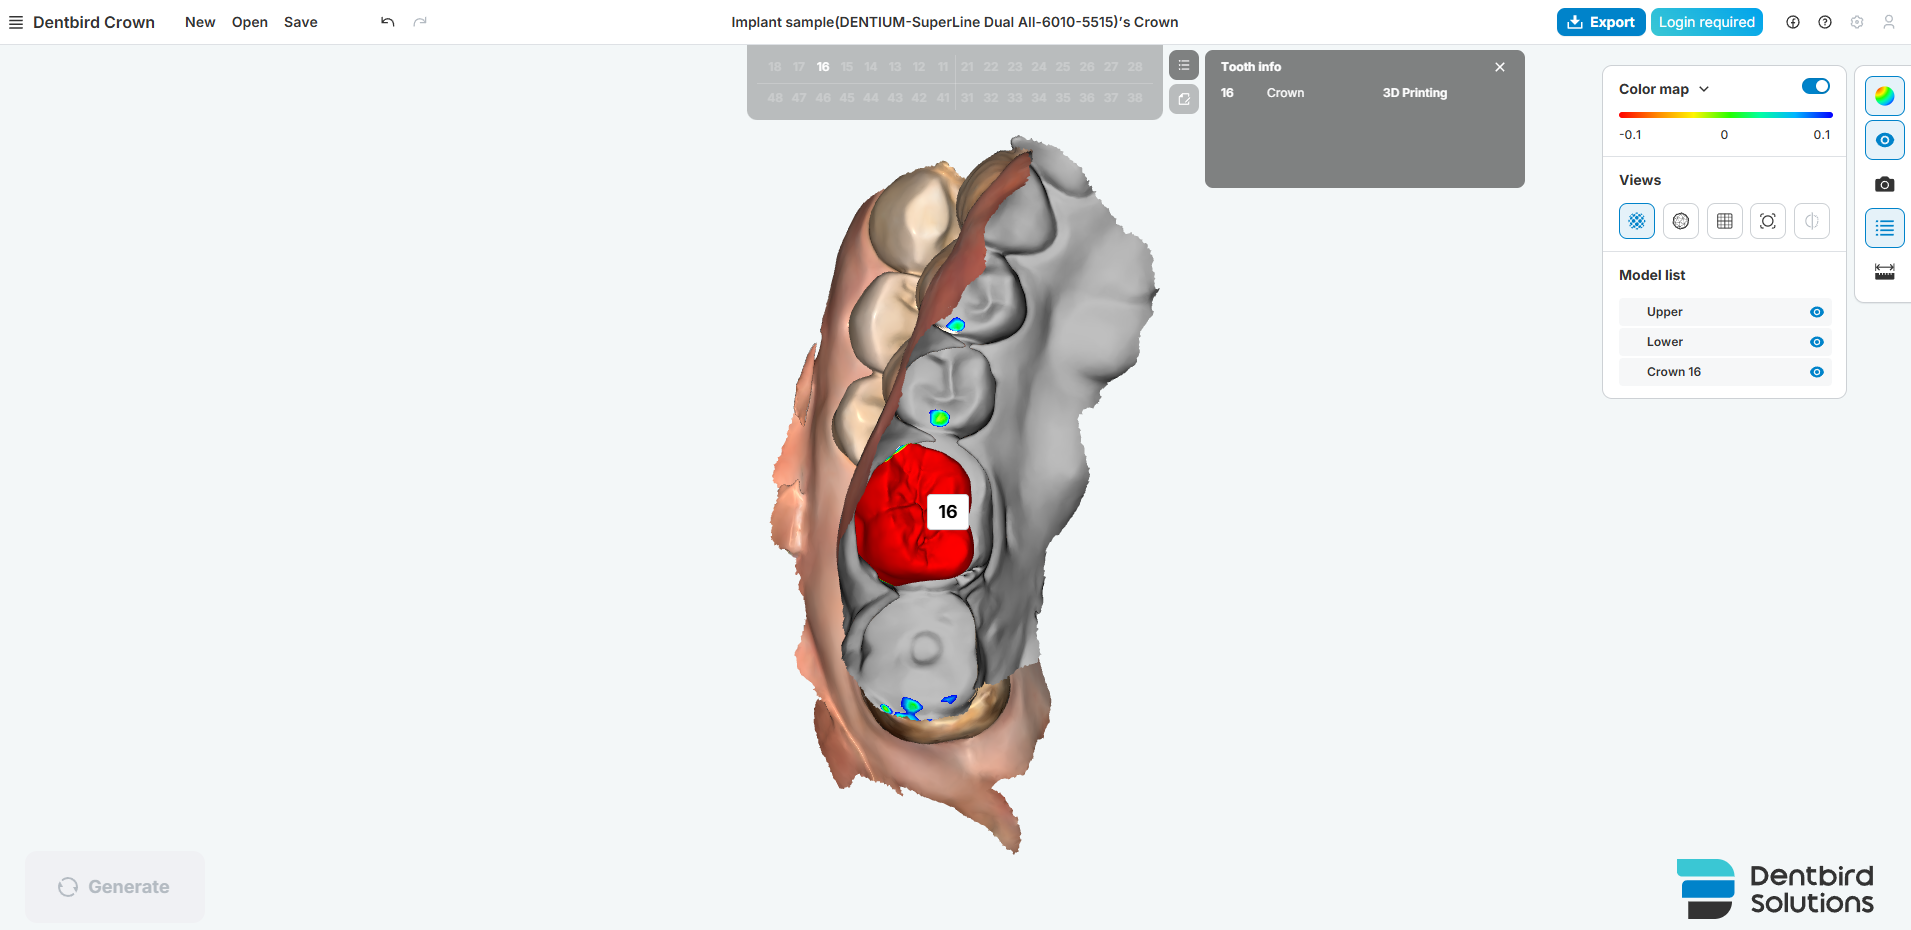 Dentbird Crown New Open Save Implant sample(DENTIUM-SuperLine Dual All-6010-5515)'s Crown Export Login required
18 17 16 15 14 13 12 11 21 22 23 24 25 26 27 28
48 47 46 45 44 43 42 41 31 32 33 34 35 36 37 38
Tooth info
16 Crown 3D Printing
Color map
-0.1 0 0.1
Views
Model list
Upper
Lower
Crown 16
16
Generate
Dentbird
Solutions